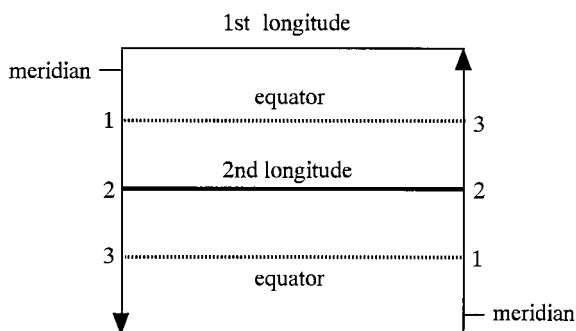 1st longitude
meridian
equator
1 3
2nd longitude
2 2
3 1
equator
meridian